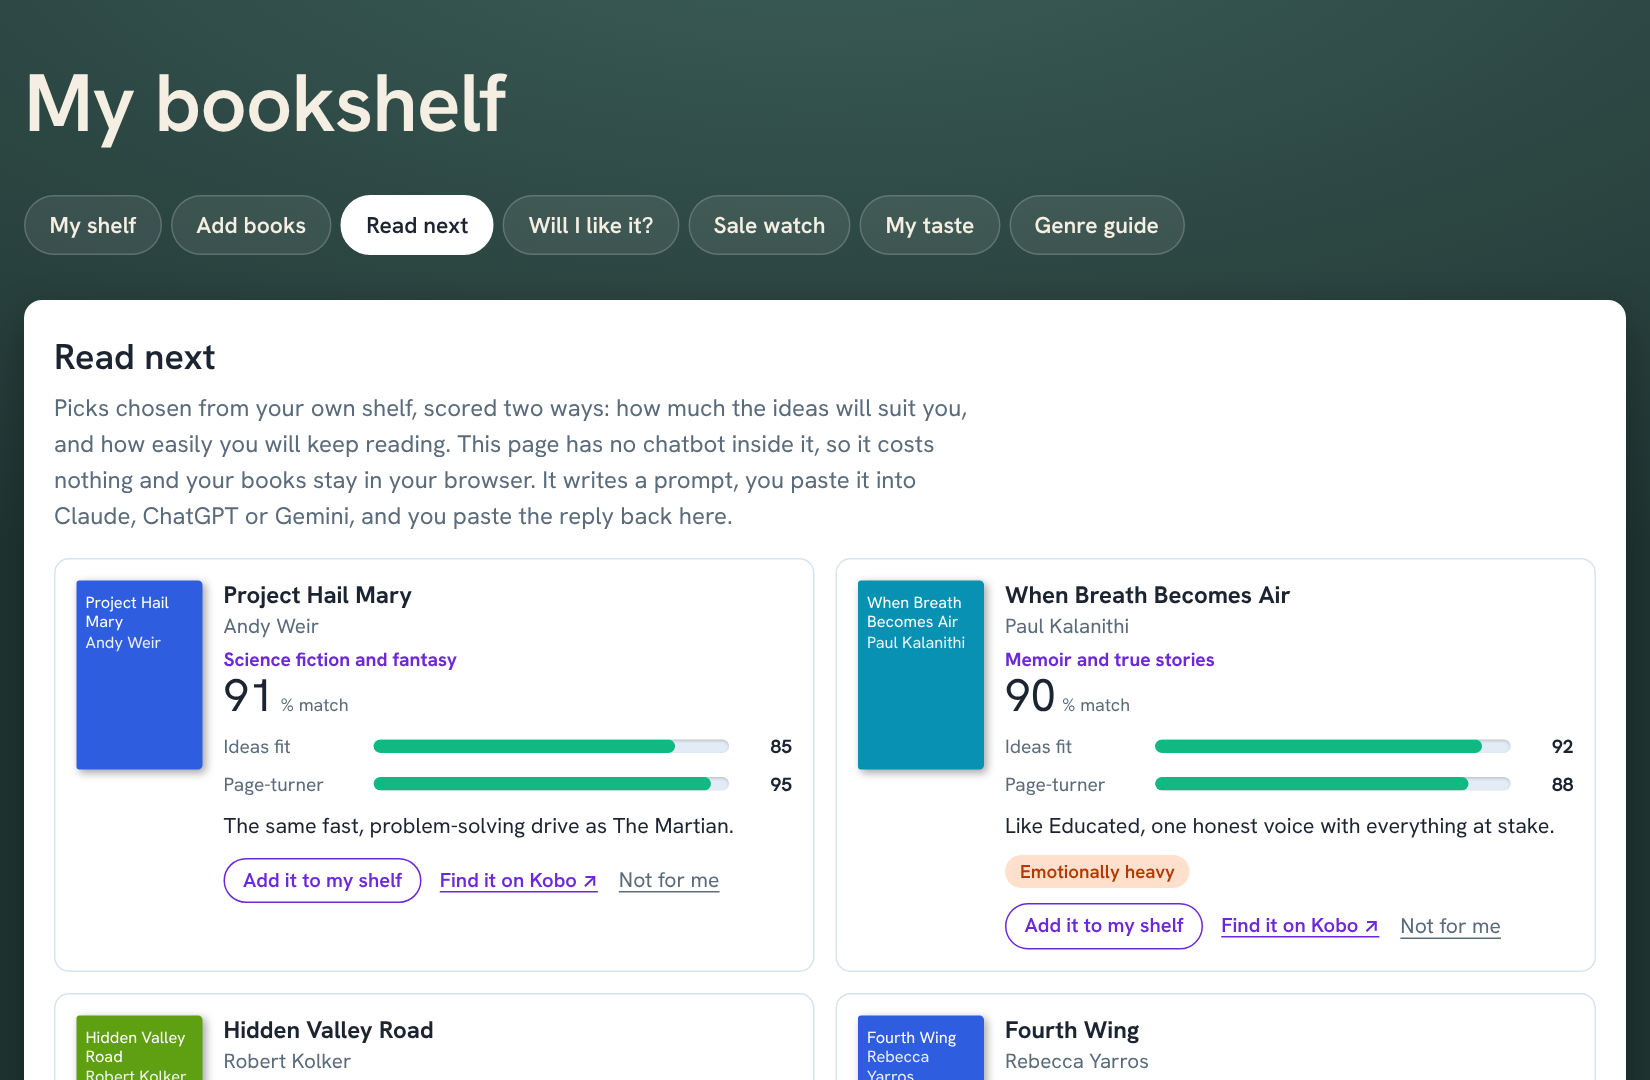 My bookshelf
My shelf
Add books
Read next
Will I like it?
Sale watch
My taste
Genre guide
Read next
Picks chosen from your own shelf, scored two ways: how much the ideas will suit you,
and how easily you will keep reading. This page has no chatbot inside it, so it costs
nothing and your books stay in your browser. It writes a prompt, you paste it into
Claude, ChatGPT or Gemini, and you paste the reply back here.
Project Hail
Mary
Andy Weir
Project Hail Mary
Andy Weir
Science fiction and fantasy
91 % match
Ideas fit 85
Page-turner 95
The same fast, problem-solving drive as The Martian.
Add it to my shelf Find it on Kobo ↗ Not for me
When Breath
Becomes Air
Paul Kalanithi
When Breath Becomes Air
Paul Kalanithi
Memoir and true stories
90 % match
Ideas fit 92
Page-turner 88
Like Educated, one honest voice with everything at stake.
Emotionally heavy
Add it to my shelf Find it on Kobo ↗ Not for me
Hidden Valley
Road
Robert Kolker
Hidden Valley Road
Robert Kolker
Fourth Wing
Rebecca
Yarros
Fourth Wing
Rebecca Yarros